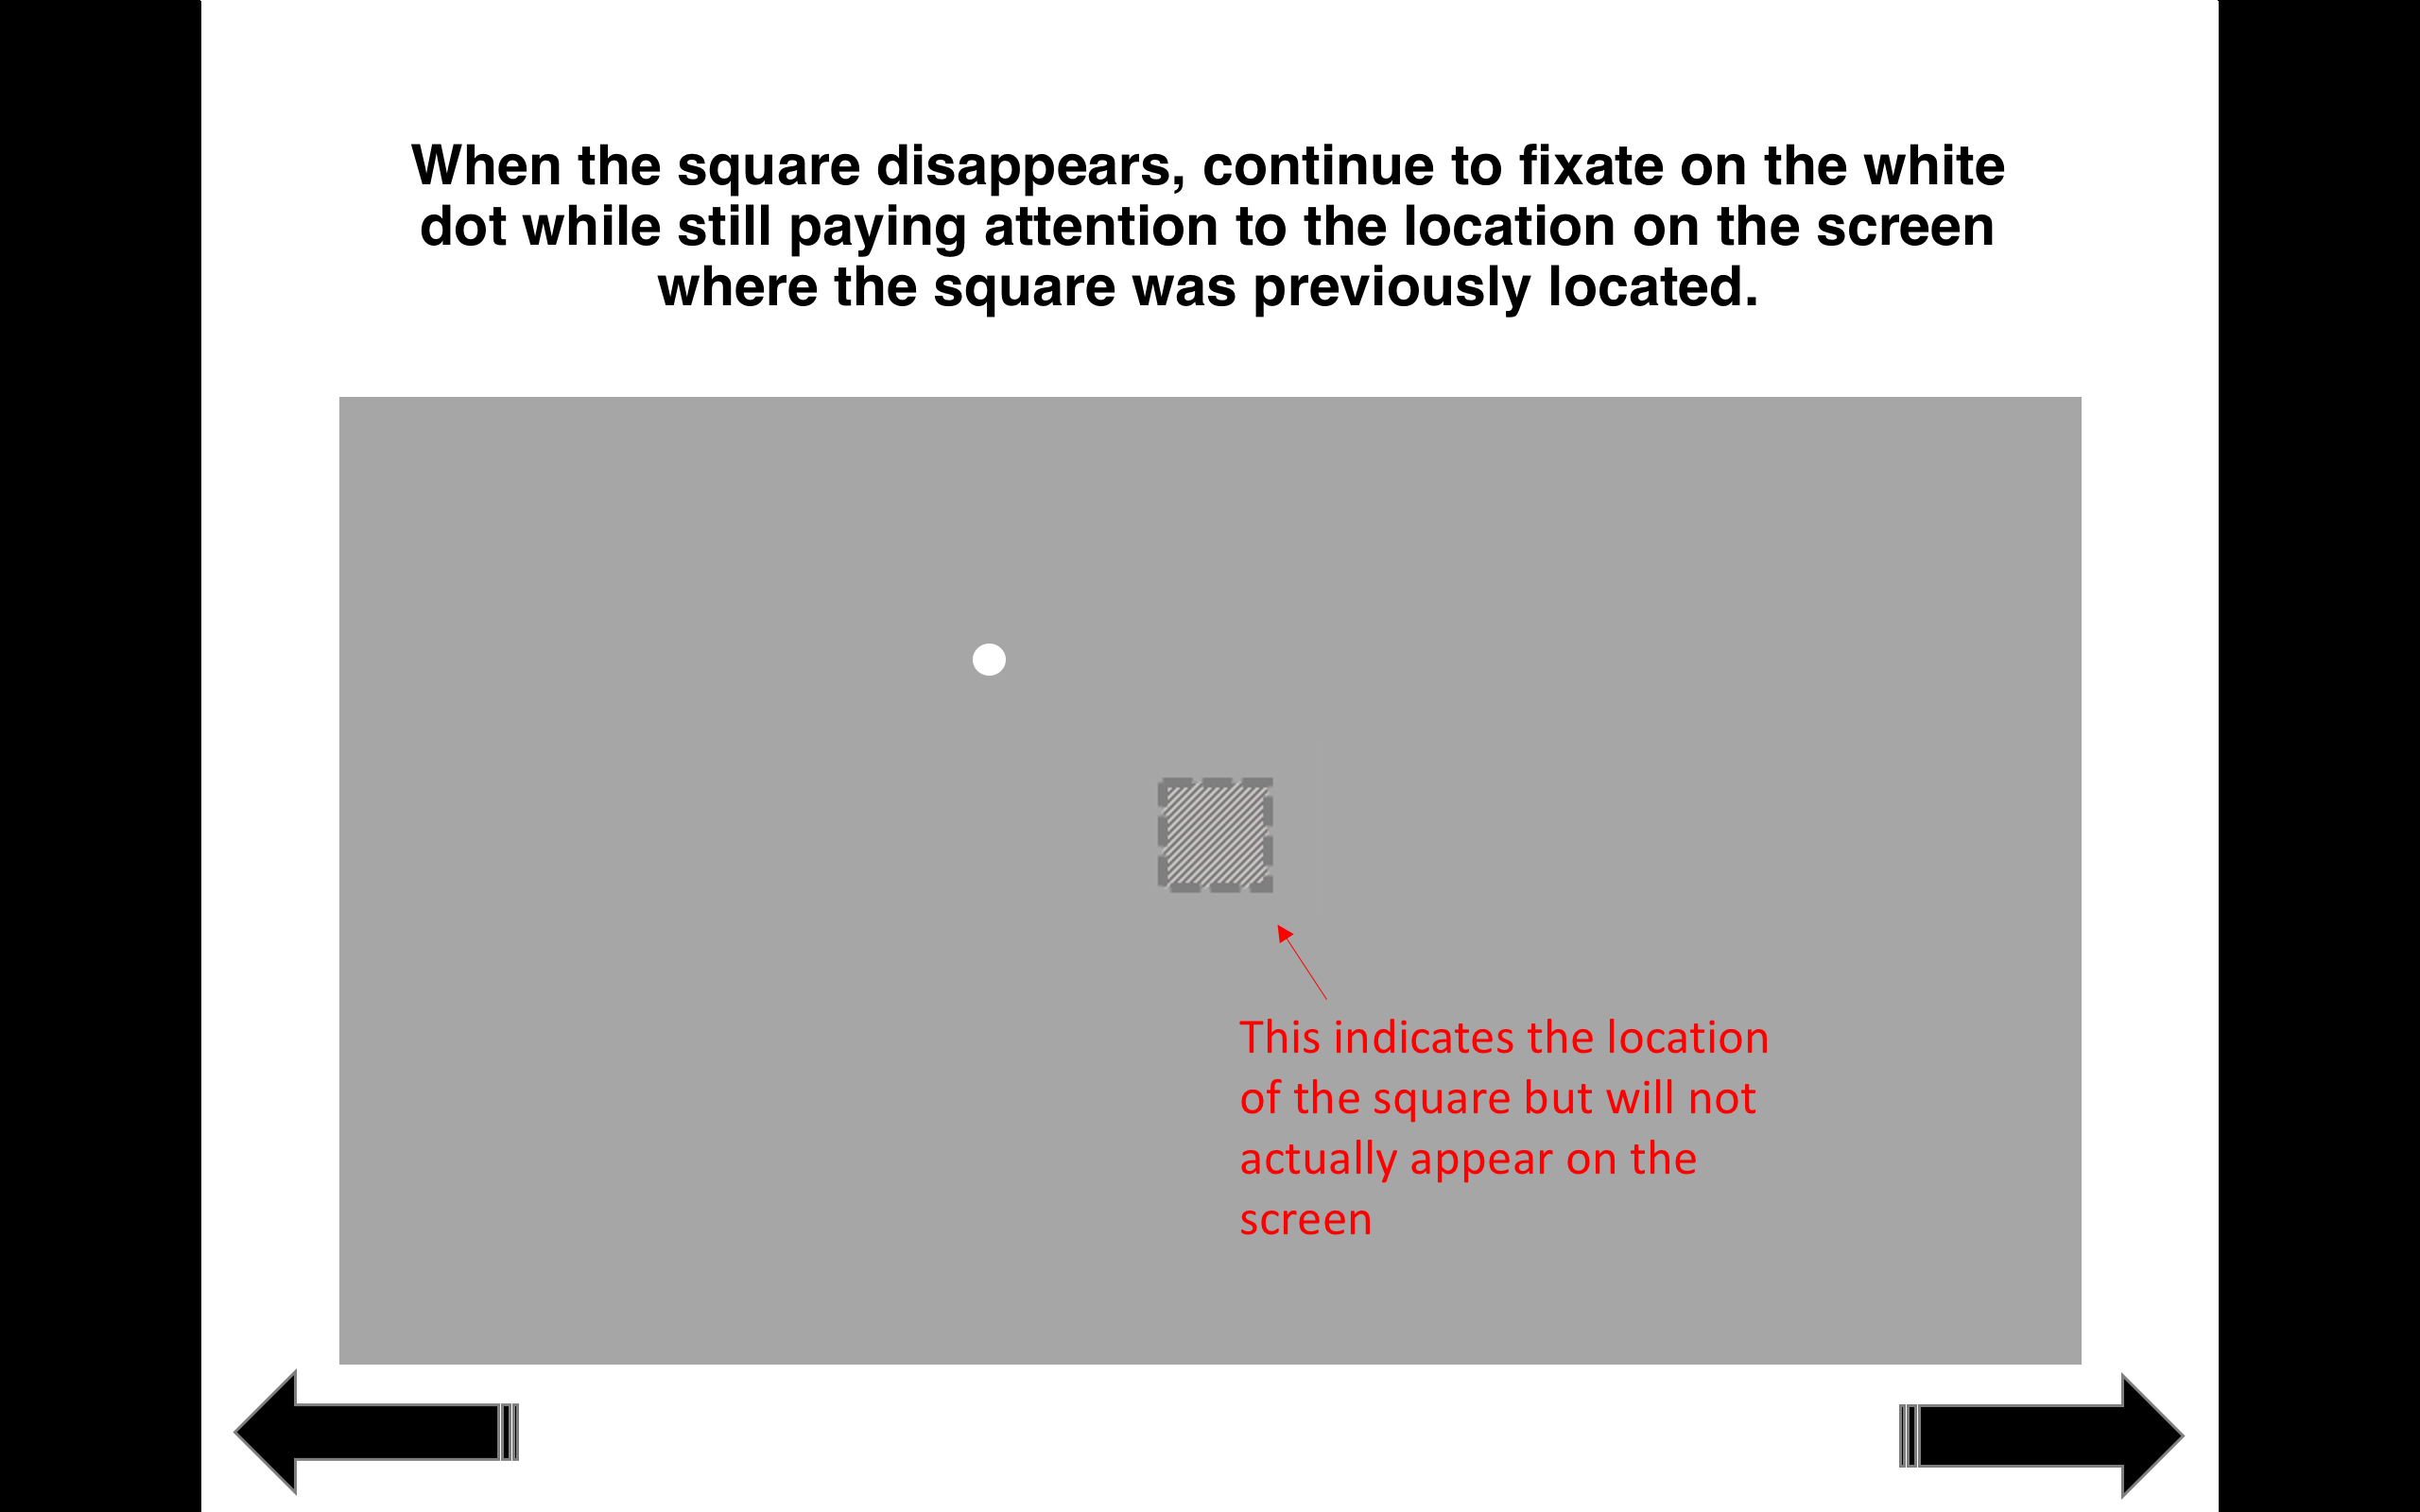 When the square disappears, continue to fixate on the white
dot while still paying attention to the location on the screen
where the square was previously located.
This indicates the location
of the square but will not
actually appear on the
screen